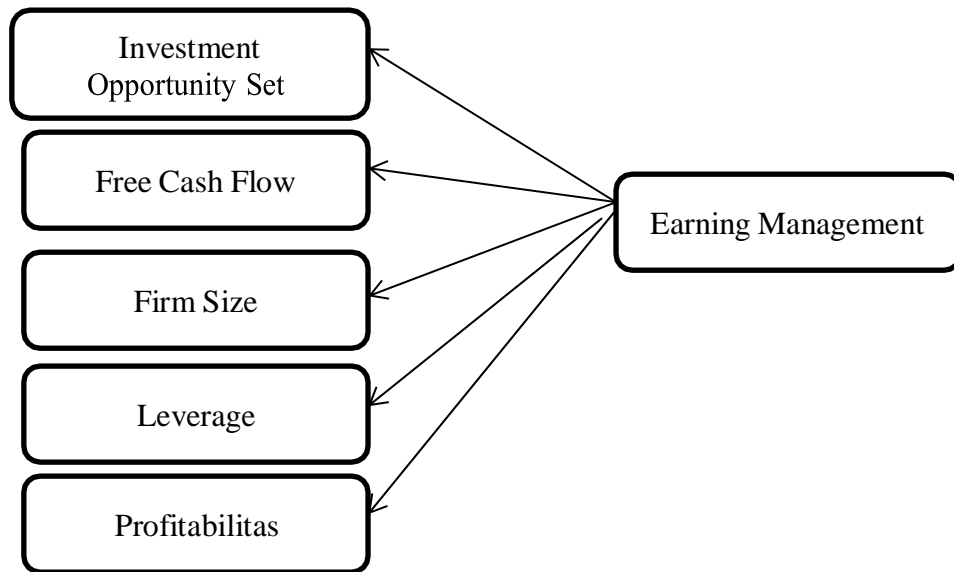 Investment
Opportunity Set
Free Cash Flow
Earning Management
Firm Size
Leverage
Profitabilitas